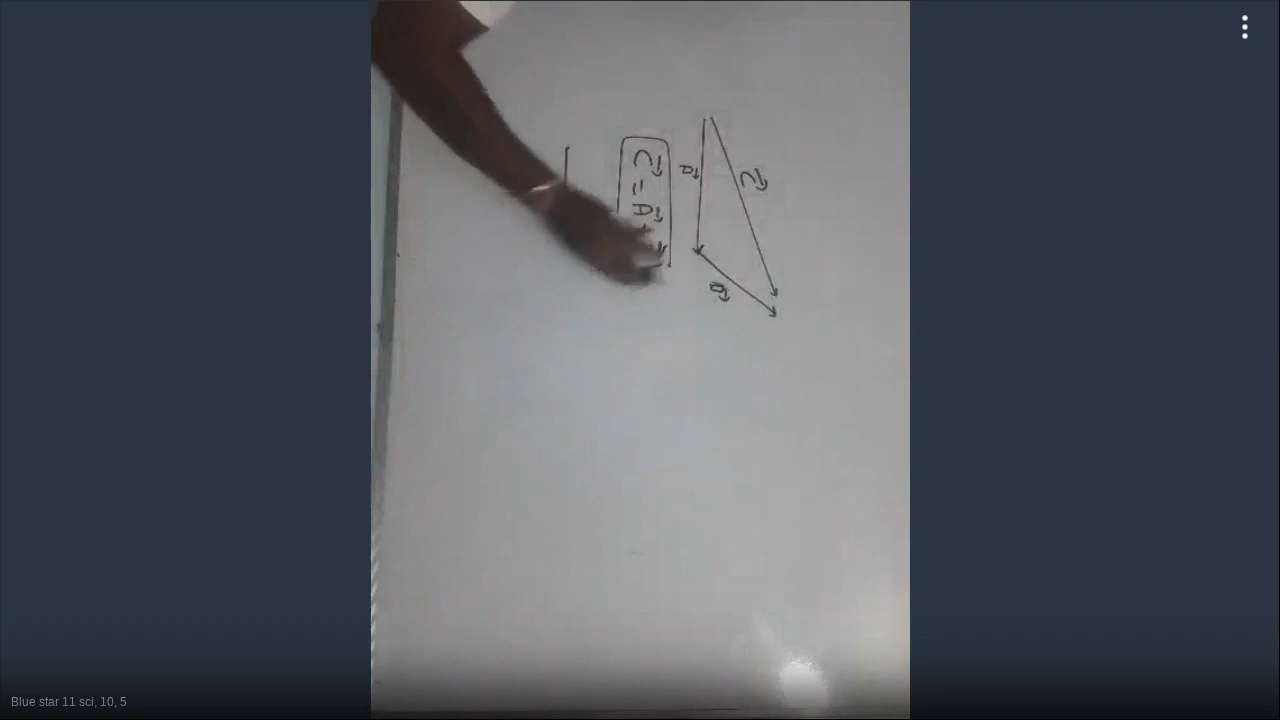 C⃗
A⃗
B⃗
C⃗ = A⃗ +
Blue star 11 sci, 10, 5